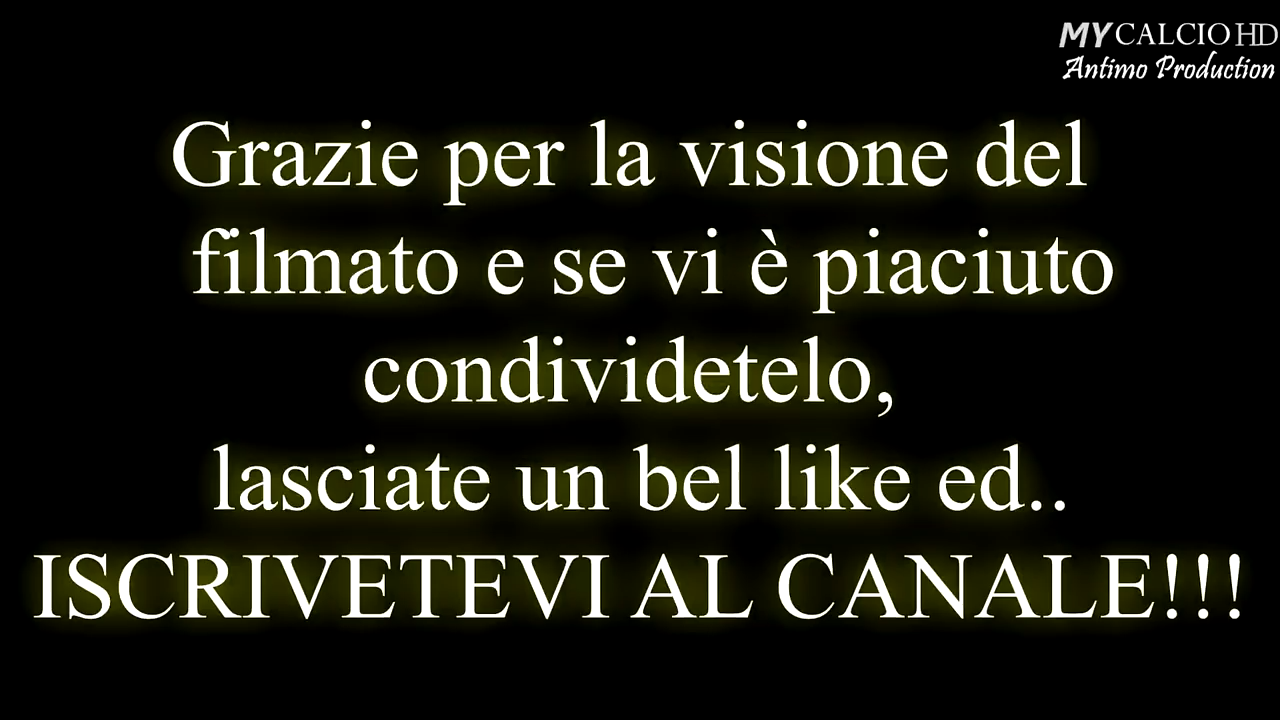 MYCALCIO HD
Antimo Production
Grazie per la visione del
filmato e se vi è piaciuto
condividetelo,
lasciate un bel like ed..
ISCRIVETEVI AL CANALE!!!